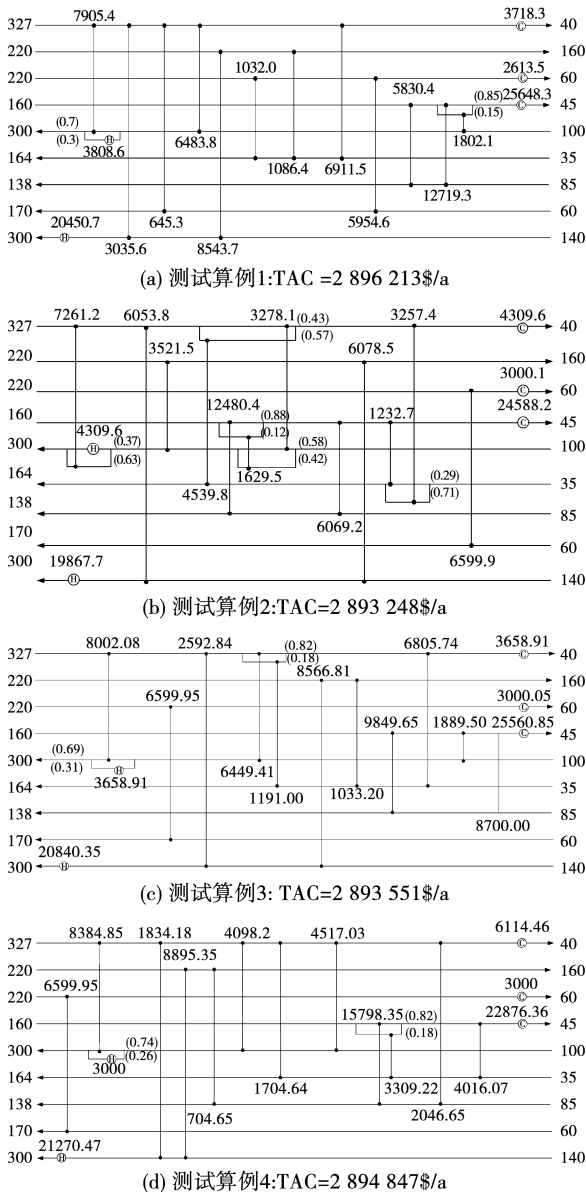 7905.4 3718.3
327 40
220 160
1032.0 2613.5
220 60
5830.4 (0.85) 25648.3
160 45
(0.7) (0.15)
300 100
(0.3) H 3808.6 6483.8 1802.1
164 35
1086.4 6911.5
138 85
12719.3
170 60
20450.7 645.3 5954.6
300 H 140
3035.6 8543.7
(a) 测试算例1:TAC =2 896 213$/a
7261.2 6053.8 3278.1 (0.43) 3257.4 4309.6
327 C 40
(0.57)
3521.5 6078.5
220 160
3000.1
220 C 60
12480.4 (0.88) 1232.7 24588.2
160 C 45
4309.6 (0.37) (0.12) (0.58)
300 H 100
(0.63) 1629.5 (0.42) (0.29)
164 35
4539.8 (0.71)
138 85
6069.2
170 60
19867.7 6599.9
300 H 140
(b) 测试算例2:TAC=2 893 248$/a
8002.08 2592.84 (0.82) 6805.74 3658.91
327 C 40
(0.18)
8566.81
220 160
6599.95 3000.05
220 C 60
9849.65 1889.50 25560.85
160 C 45
(0.69)
300 100
(0.31) H 3658.91 6449.41
164 35
1191.00 1033.20
138 85
8700.00
170 60
20840.35
300 H 140
(c) 测试算例3: TAC=2 893 551$/a
8384.85 1834.18 4098.2 4517.03 6114.46
327 C 40
8895.35
220 160
6599.95 3000
220 C 60
15798.35 (0.82) 22876.36
160 C 45
(0.74) (0.18)
300 100
(0.26) H 3000
164 35
1704.64 3309.22 4016.07
138 85
704.65 2046.65
170 60
21270.47
300 H 140
(d) 测试算例4:TAC=2 894 847$/a